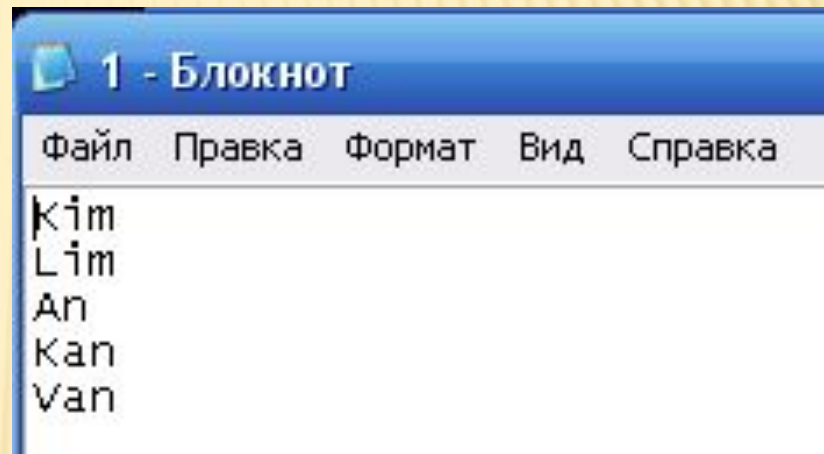 1 - Блокнот
Файл Правка Формат Вид Справка
Kim
Lim
An
Kan
Van